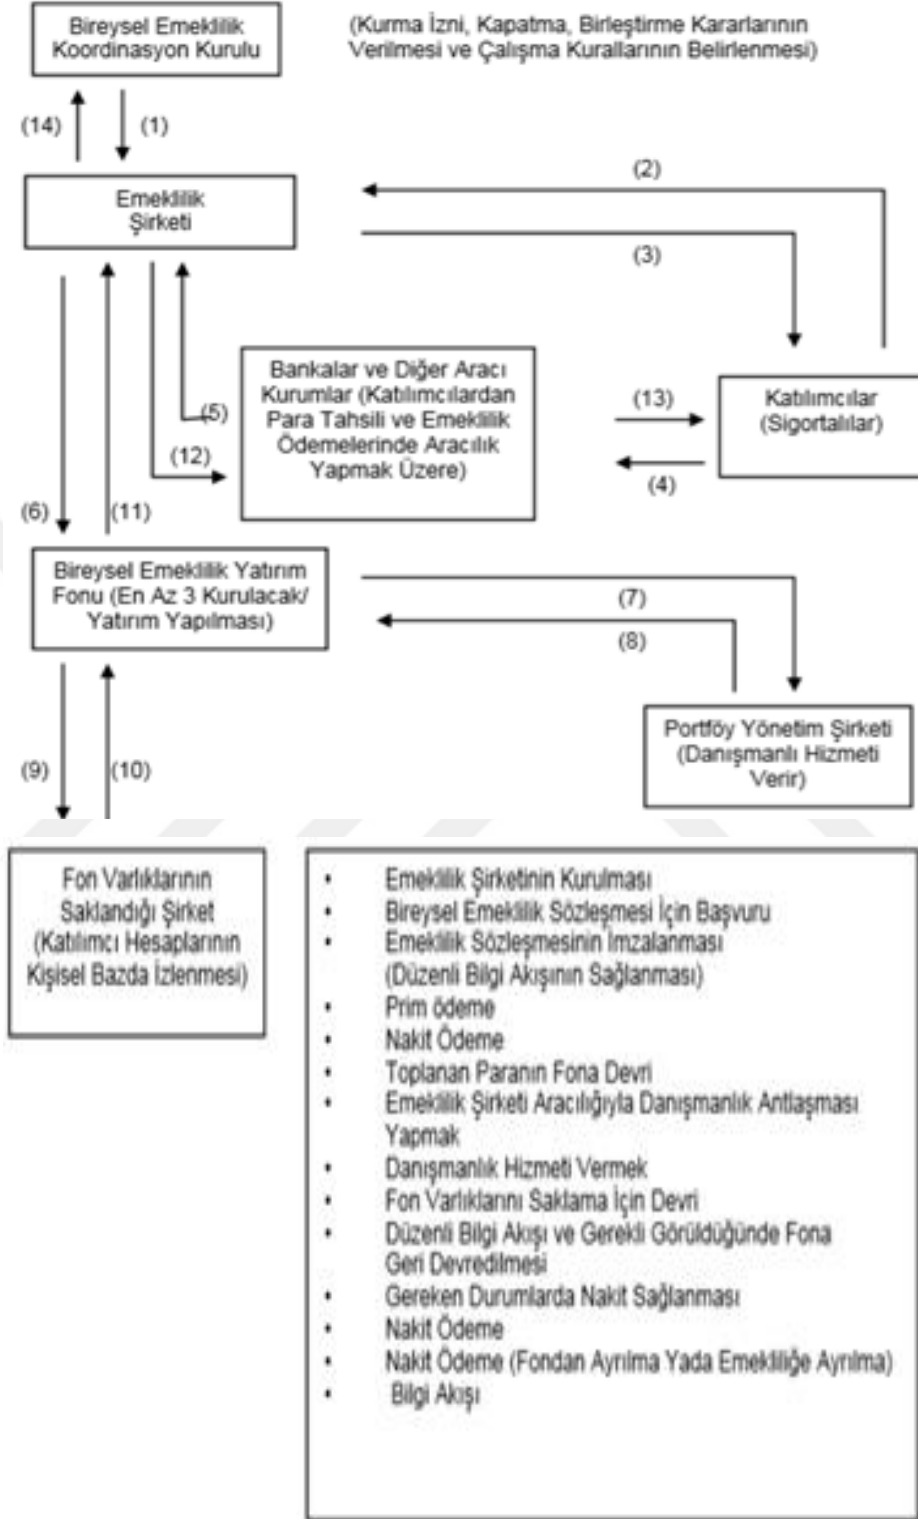 Bireysel Emeklilik
Koordinasyon Kurulu
(Kurma İzni, Kapatma, Birleştirme Kararlarının
Verilmesi ve Çalışma Kurallarının Belirlenmesi)
(14)
(1)
(2)
Emeklilik
Şirketi
(3)
Bankalar ve Diğer Aracı
Kurumlar (Katılımcılardan
Para Tahsili ve Emeklilik
Ödemelerinde Aracılık
Yapmak Üzere)
(5)
(12)
(13)
(4)
Katılımcılar
(Sigortalılar)
(6)
(11)
Bireysel Emeklilik Yatırım
Fonu (En Az 3 Kurulacak/
Yatırım Yapılması)
(7)
(8)
Portföy Yönetim Şirketi
(Danışmanlı Hizmeti
Verir)
(9)
(10)
Fon Varlıklarının
Saklandığı Şirket
(Katılımcı Hesaplarının
Kişisel Bazda İzlenmesi)
• Emeklilik Şirketinin Kurulması
• Bireysel Emeklilik Sözleşmesi İçin Başvuru
• Emeklilik Sözleşmesinin İmzalanması
(Düzenli Bilgi Akışının Sağlanması)
• Prim ödeme
• Nakit Ödeme
• Toplanan Paranın Fona Devri
• Emeklilik Şirketi Aracılığıyla Danışmanlık Antlaşması
Yapmak
• Danışmanlık Hizmeti Vermek
• Fon Varlıklarını Saklama İçin Devri
• Düzenli Bilgi Akışı ve Gerekli Görüldüğünde Fona
Geri Devredilmesi
• Gereken Durumlarda Nakit Sağlanması
• Nakit Ödeme
• Nakit Ödeme (Fondan Ayrılma Yada Emekliliğe Ayrılma)
• Bilgi Akışı